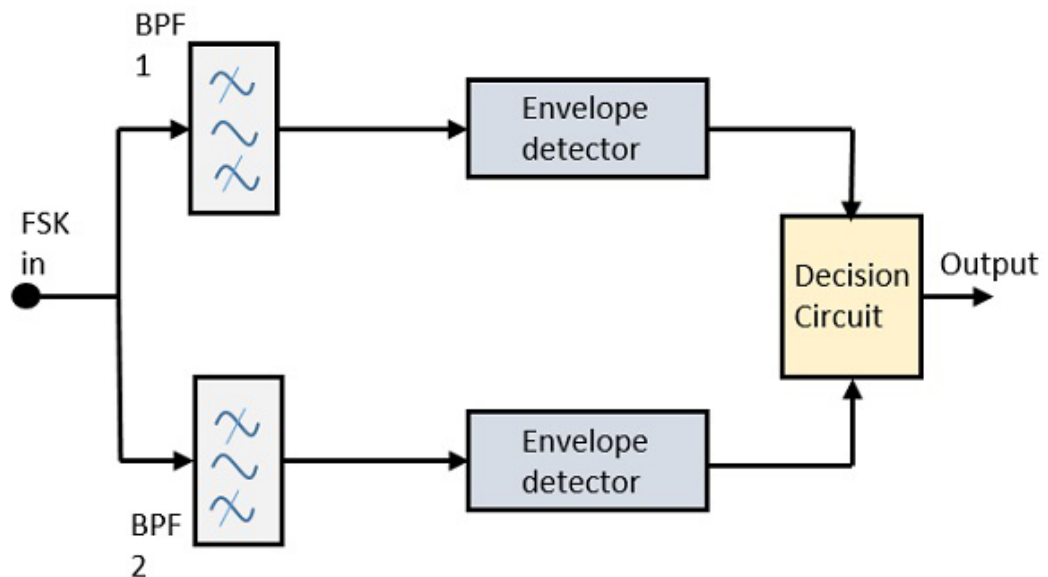 BPF
1
Envelope
detector
FSK
in
Decision
Circuit
Output
Envelope
detector
BPF
2